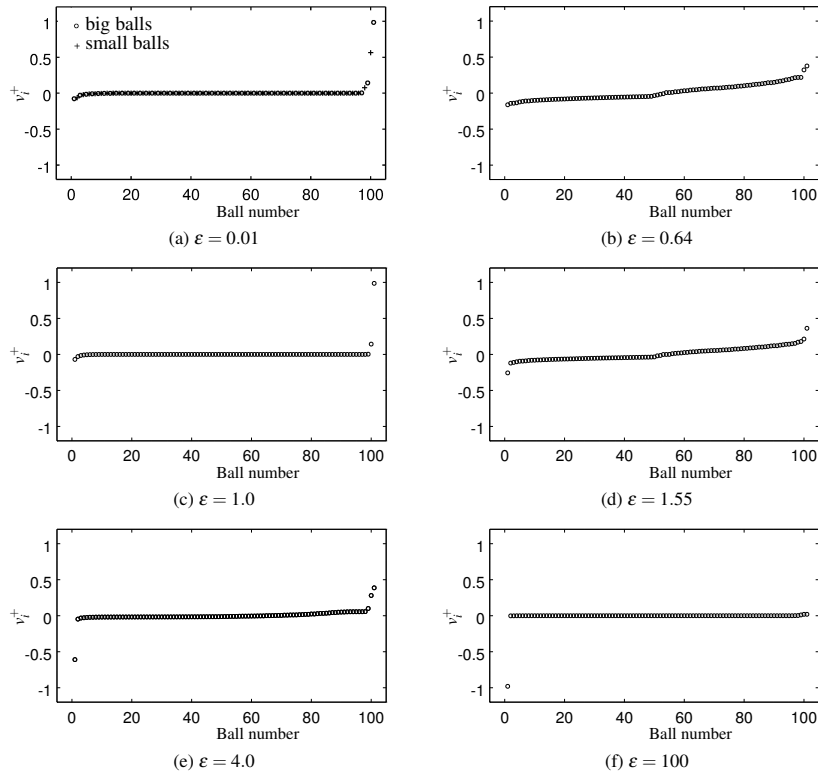 1
0.5
0
-0.5
-1
v_i^+
○ big balls
+ small balls
0 20 40 60 80 100
Ball number
(a) ε = 0.01
1
0.5
0
-0.5
-1
v_i^+
0 20 40 60 80 100
Ball number
(b) ε = 0.64
1
0.5
0
-0.5
-1
v_i^+
0 20 40 60 80 100
Ball number
(c) ε = 1.0
1
0.5
0
-0.5
-1
v_i^+
0 20 40 60 80 100
Ball number
(d) ε = 1.55
1
0.5
0
-0.5
-1
v_i^+
0 20 40 60 80 100
Ball number
(e) ε = 4.0
1
0.5
0
-0.5
-1
v_i^+
0 20 40 60 80 100
Ball number
(f) ε = 100